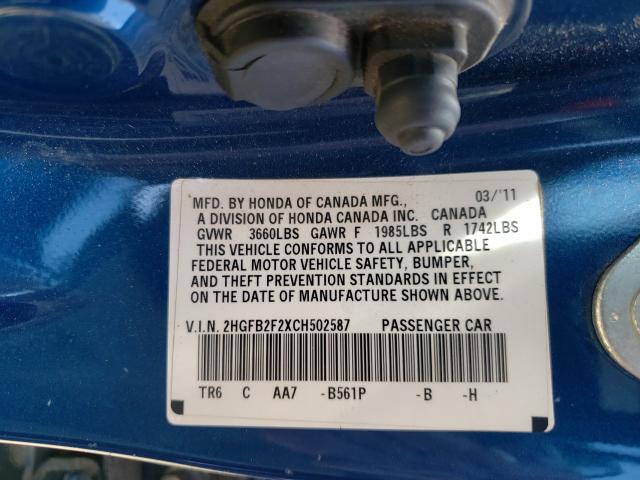 MFD. BY HONDA OF CANADA MFG., 03/'11
A DIVISION OF HONDA CANADA INC. CANADA
GVWR 3660LBS GAWR F 1985LBS R 1742LBS
THIS VEHICLE CONFORMS TO ALL APPLICABLE
FEDERAL MOTOR VEHICLE SAFETY, BUMPER,
AND THEFT PREVENTION STANDARDS IN EFFECT
ON THE DATE OF MANUFACTURE SHOWN ABOVE.
V.I.N. 2HGFB2F2XCH502587 PASSENGER CAR
TR6 C AA7 -B561P -B -H